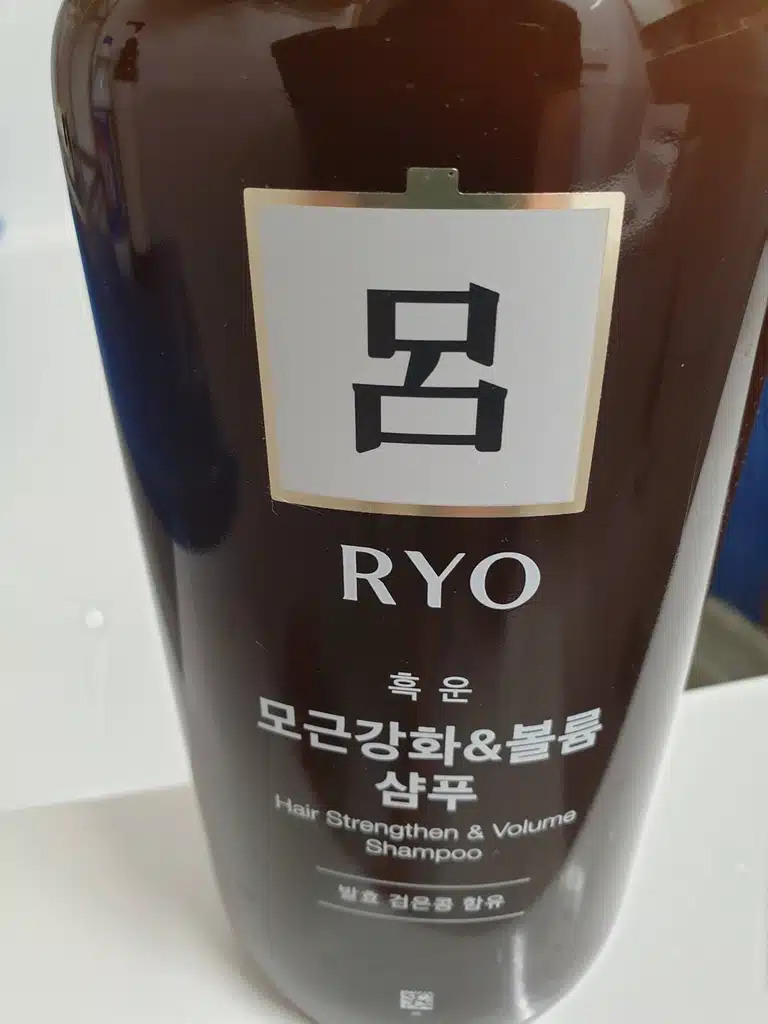 呂
RYO
흑운
모근강화&볼륨
샴푸
Hair Strengthen & Volume
Shampoo
발효 검은콩 함유